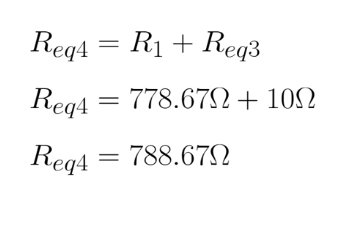 R_{eq4} = R_1 + R_{eq3}
R_{eq4} = 778.67Ω + 10Ω
R_{eq4} = 788.67Ω